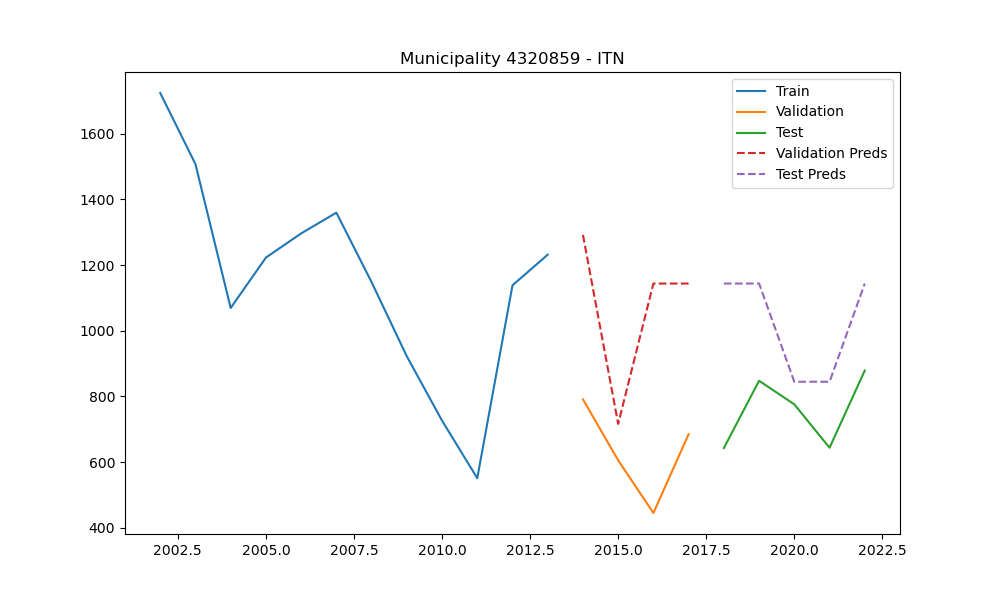 Municipality 4320859 - ITN
Train
Validation
Test
Validation Preds
Test Preds
1600
1400
1200
1000
800
600
400
2002.5 2005.0 2007.5 2010.0 2012.5 2015.0 2017.5 2020.0 2022.5